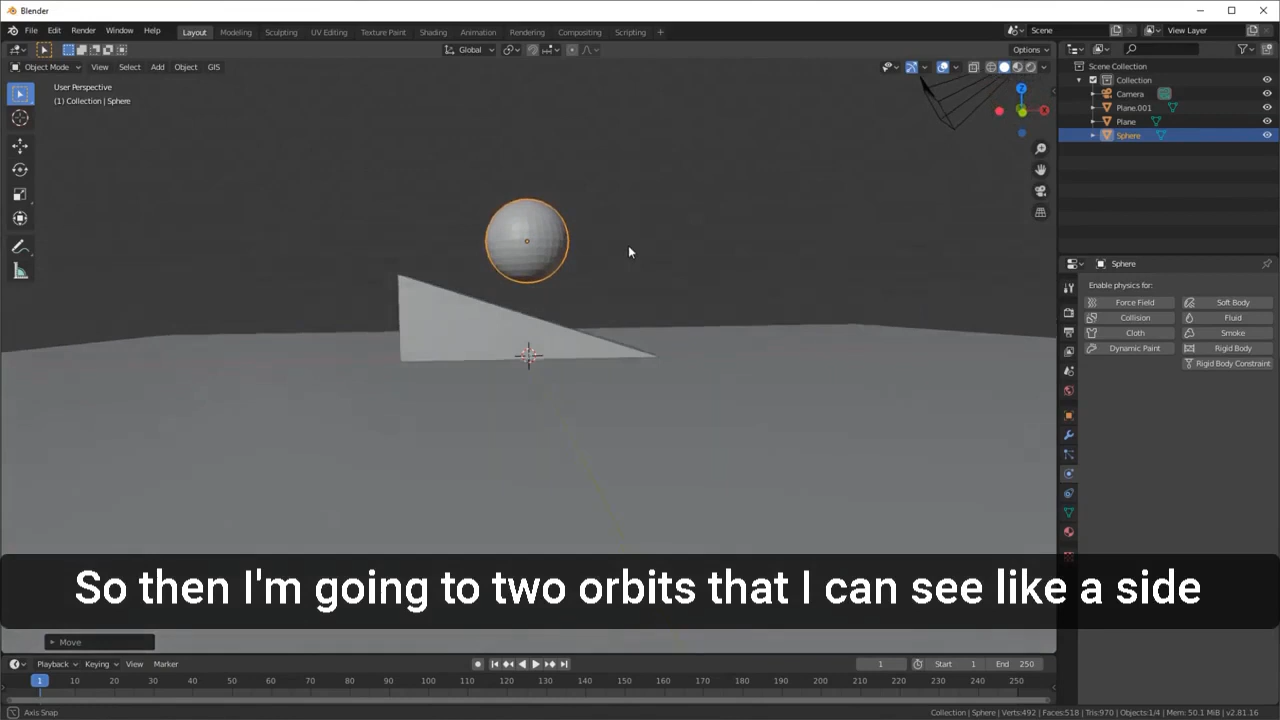 Blender
File Edit Render Window Help
Layout Modeling Sculpting UV Editing Texture Paint Shading Animation Rendering Compositing Scripting +
Scene
View Layer
Global
Options
Object Mode View Select Add Object GIS
User Perspective
(1) Collection | Sphere
Scene Collection
Collection
Camera
Plane.001
Plane
Sphere
Sphere
Enable physics for:
Force Field Soft Body
Collision Fluid
Cloth Smoke
Dynamic Paint Rigid Body
Rigid Body Constraint
So then I'm going to two orbits that I can see like a side
Move
Playback Keying View Marker
1 Start 1 End 250
1 10 20 30 40 50 60 70 80 90 100 110 120 130 140 150 160 170 180 190 200 210 220 230 240 250
Axis Snap
Collection | Sphere | Verts:492 | Faces:518 | Tris:970 | Objects:1/4 | Mem: 50.1 MiB | v2.81.16